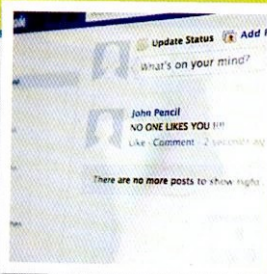 Update Status Add
What's on your mind?
John Pencil
NO ONE LIKES YOU !!!
Like · Comment · 2 seconds ago
There are no more posts to show right